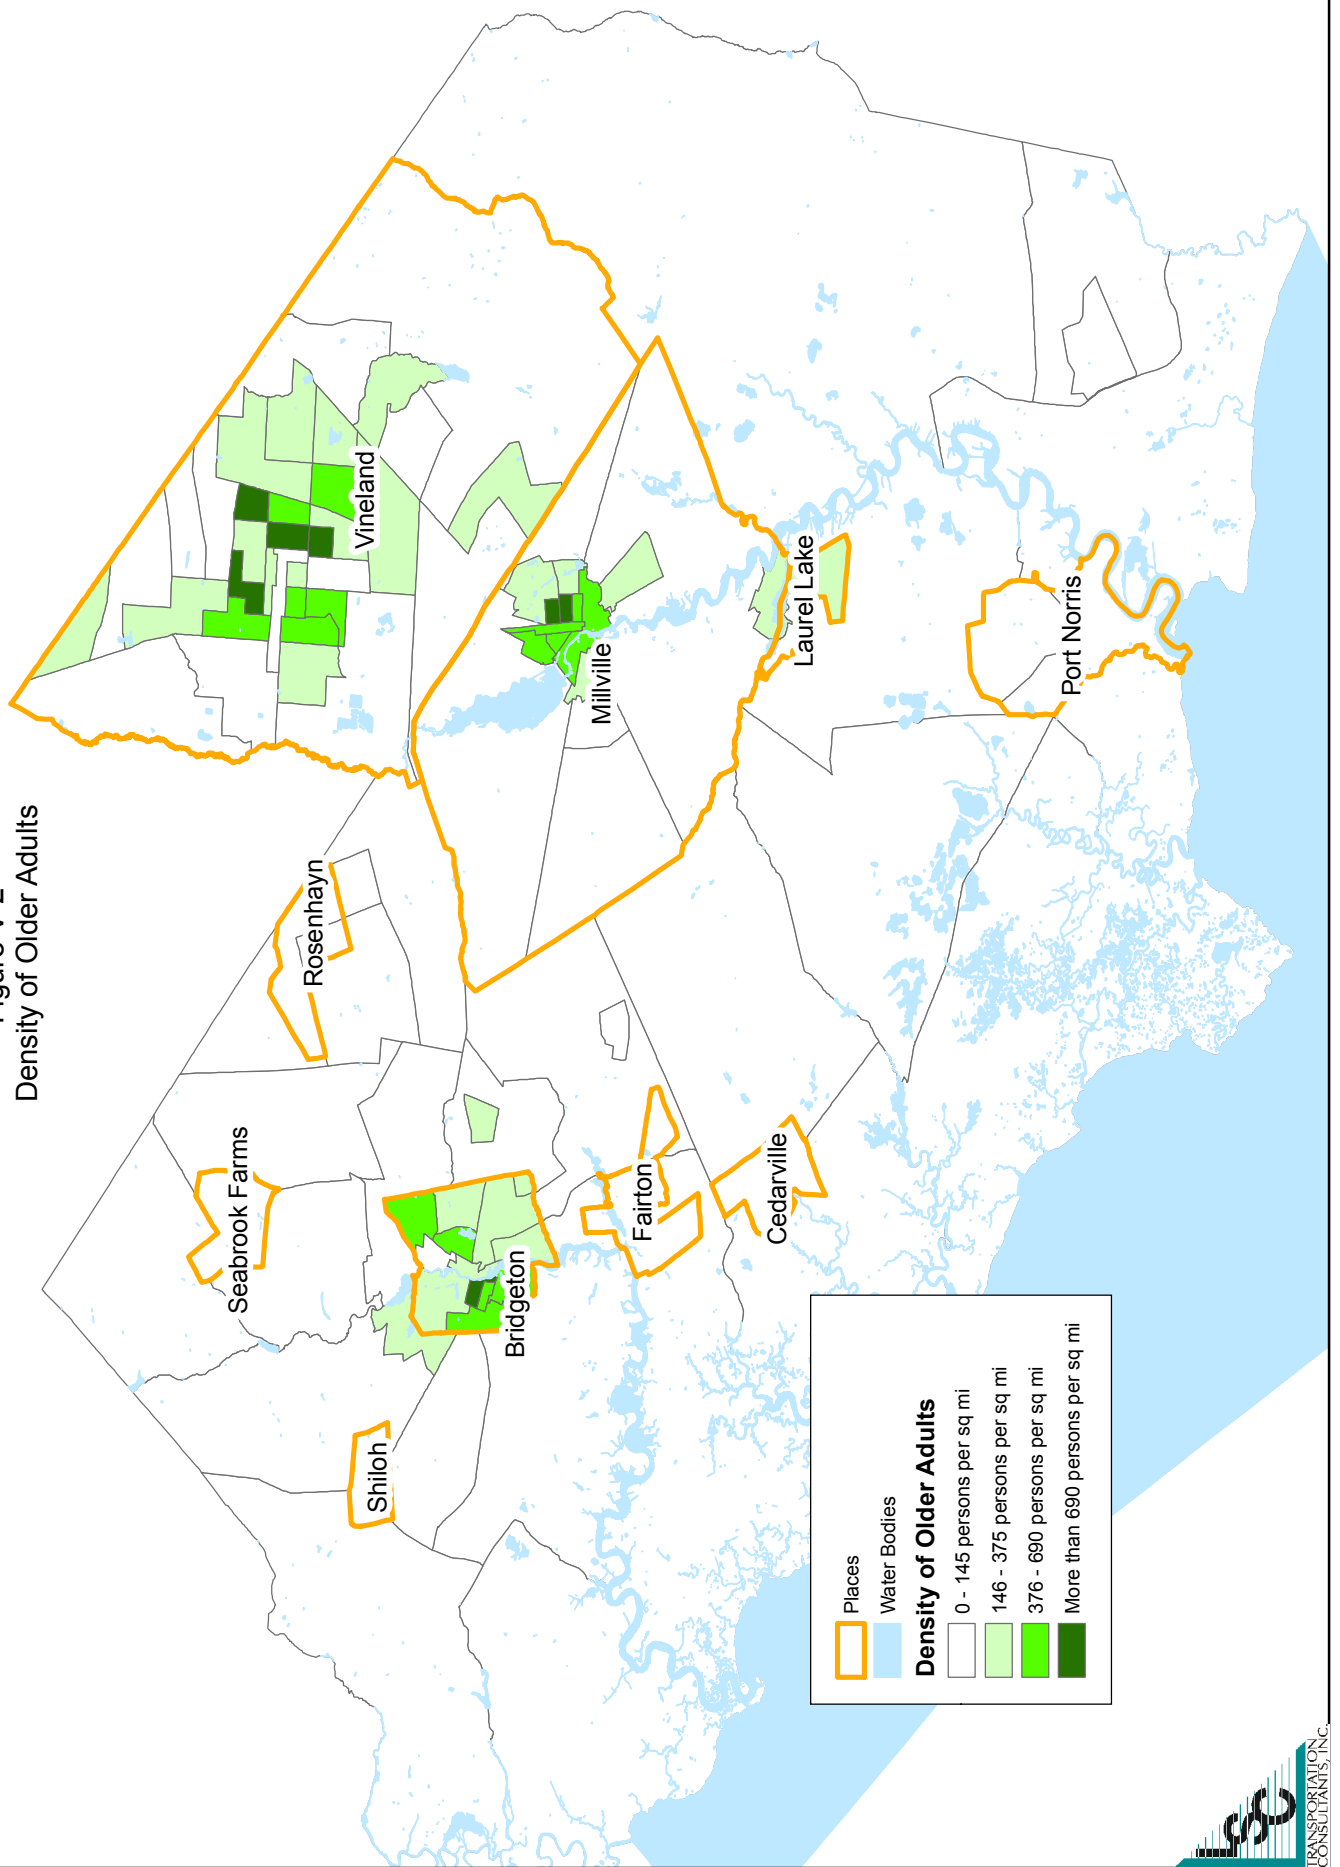 Density of Older Adults
Vineland
Millville
Laurel Lake
Port Norris
Rosenhayn
Seabrook Farms
Fairton
Cedarville
Bridgeton
Shiloh
Places
Water Bodies
Density of Older Adults
0 - 145 persons per sq mi
146 - 375 persons per sq mi
376 - 690 persons per sq mi
More than 690 persons per sq mi
LSC
TRANSPORTATION
CONSULTANTS, INC.